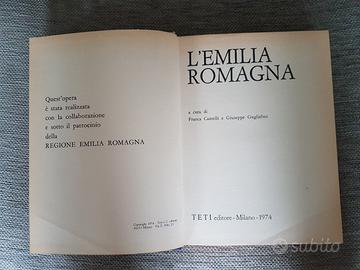 Quest'opera
è stata realizzata
con la collaborazione
e sotto il patrocinio
della
REGIONE EMILIA ROMAGNA
L'EMILIA
ROMAGNA
a cura di
Franca Cantelli e Giuseppe Guglielmi
TETI editore - Milano - 1974
subito